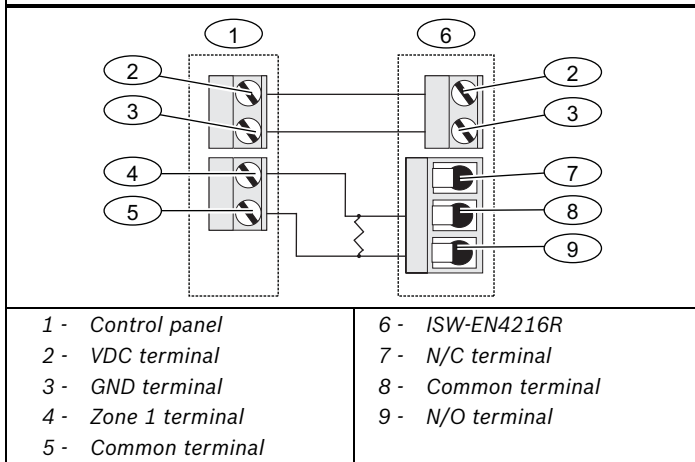 1 6
2 2
3 3
4 7
5 8
9
1 - Control panel
2 - VDC terminal
3 - GND terminal
4 - Zone 1 terminal
5 - Common terminal
6 - ISW-EN4216R
7 - N/C terminal
8 - Common terminal
9 - N/O terminal